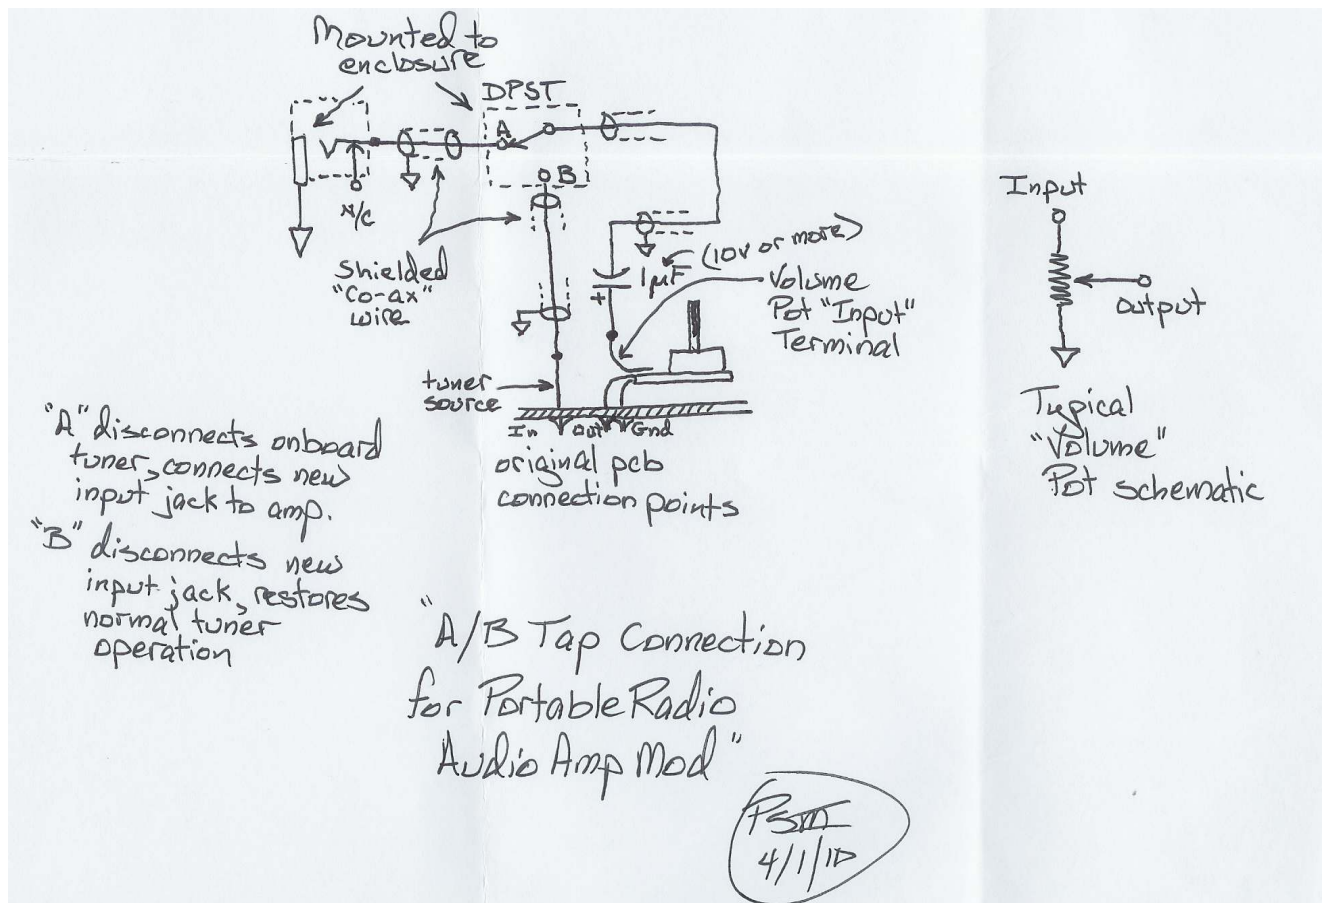 Mounted to
enclosure
DPST
A
B
N/C
shielded
"Co-ax"
wire
1µF (10V or more)
+
Volume
Pot "Input"
Terminal
tuner
source
In Out Gnd
original pcb
connection points
Input
Output
Typical
"Volume"
Pot schematic
"A" disconnects onboard
tuner, connects new
input jack to amp.
"B" disconnects new
input jack, restores
normal tuner
operation
"A/B Tap Connection
for Portable Radio
Audio Amp Mod"
PSM
4/1/10